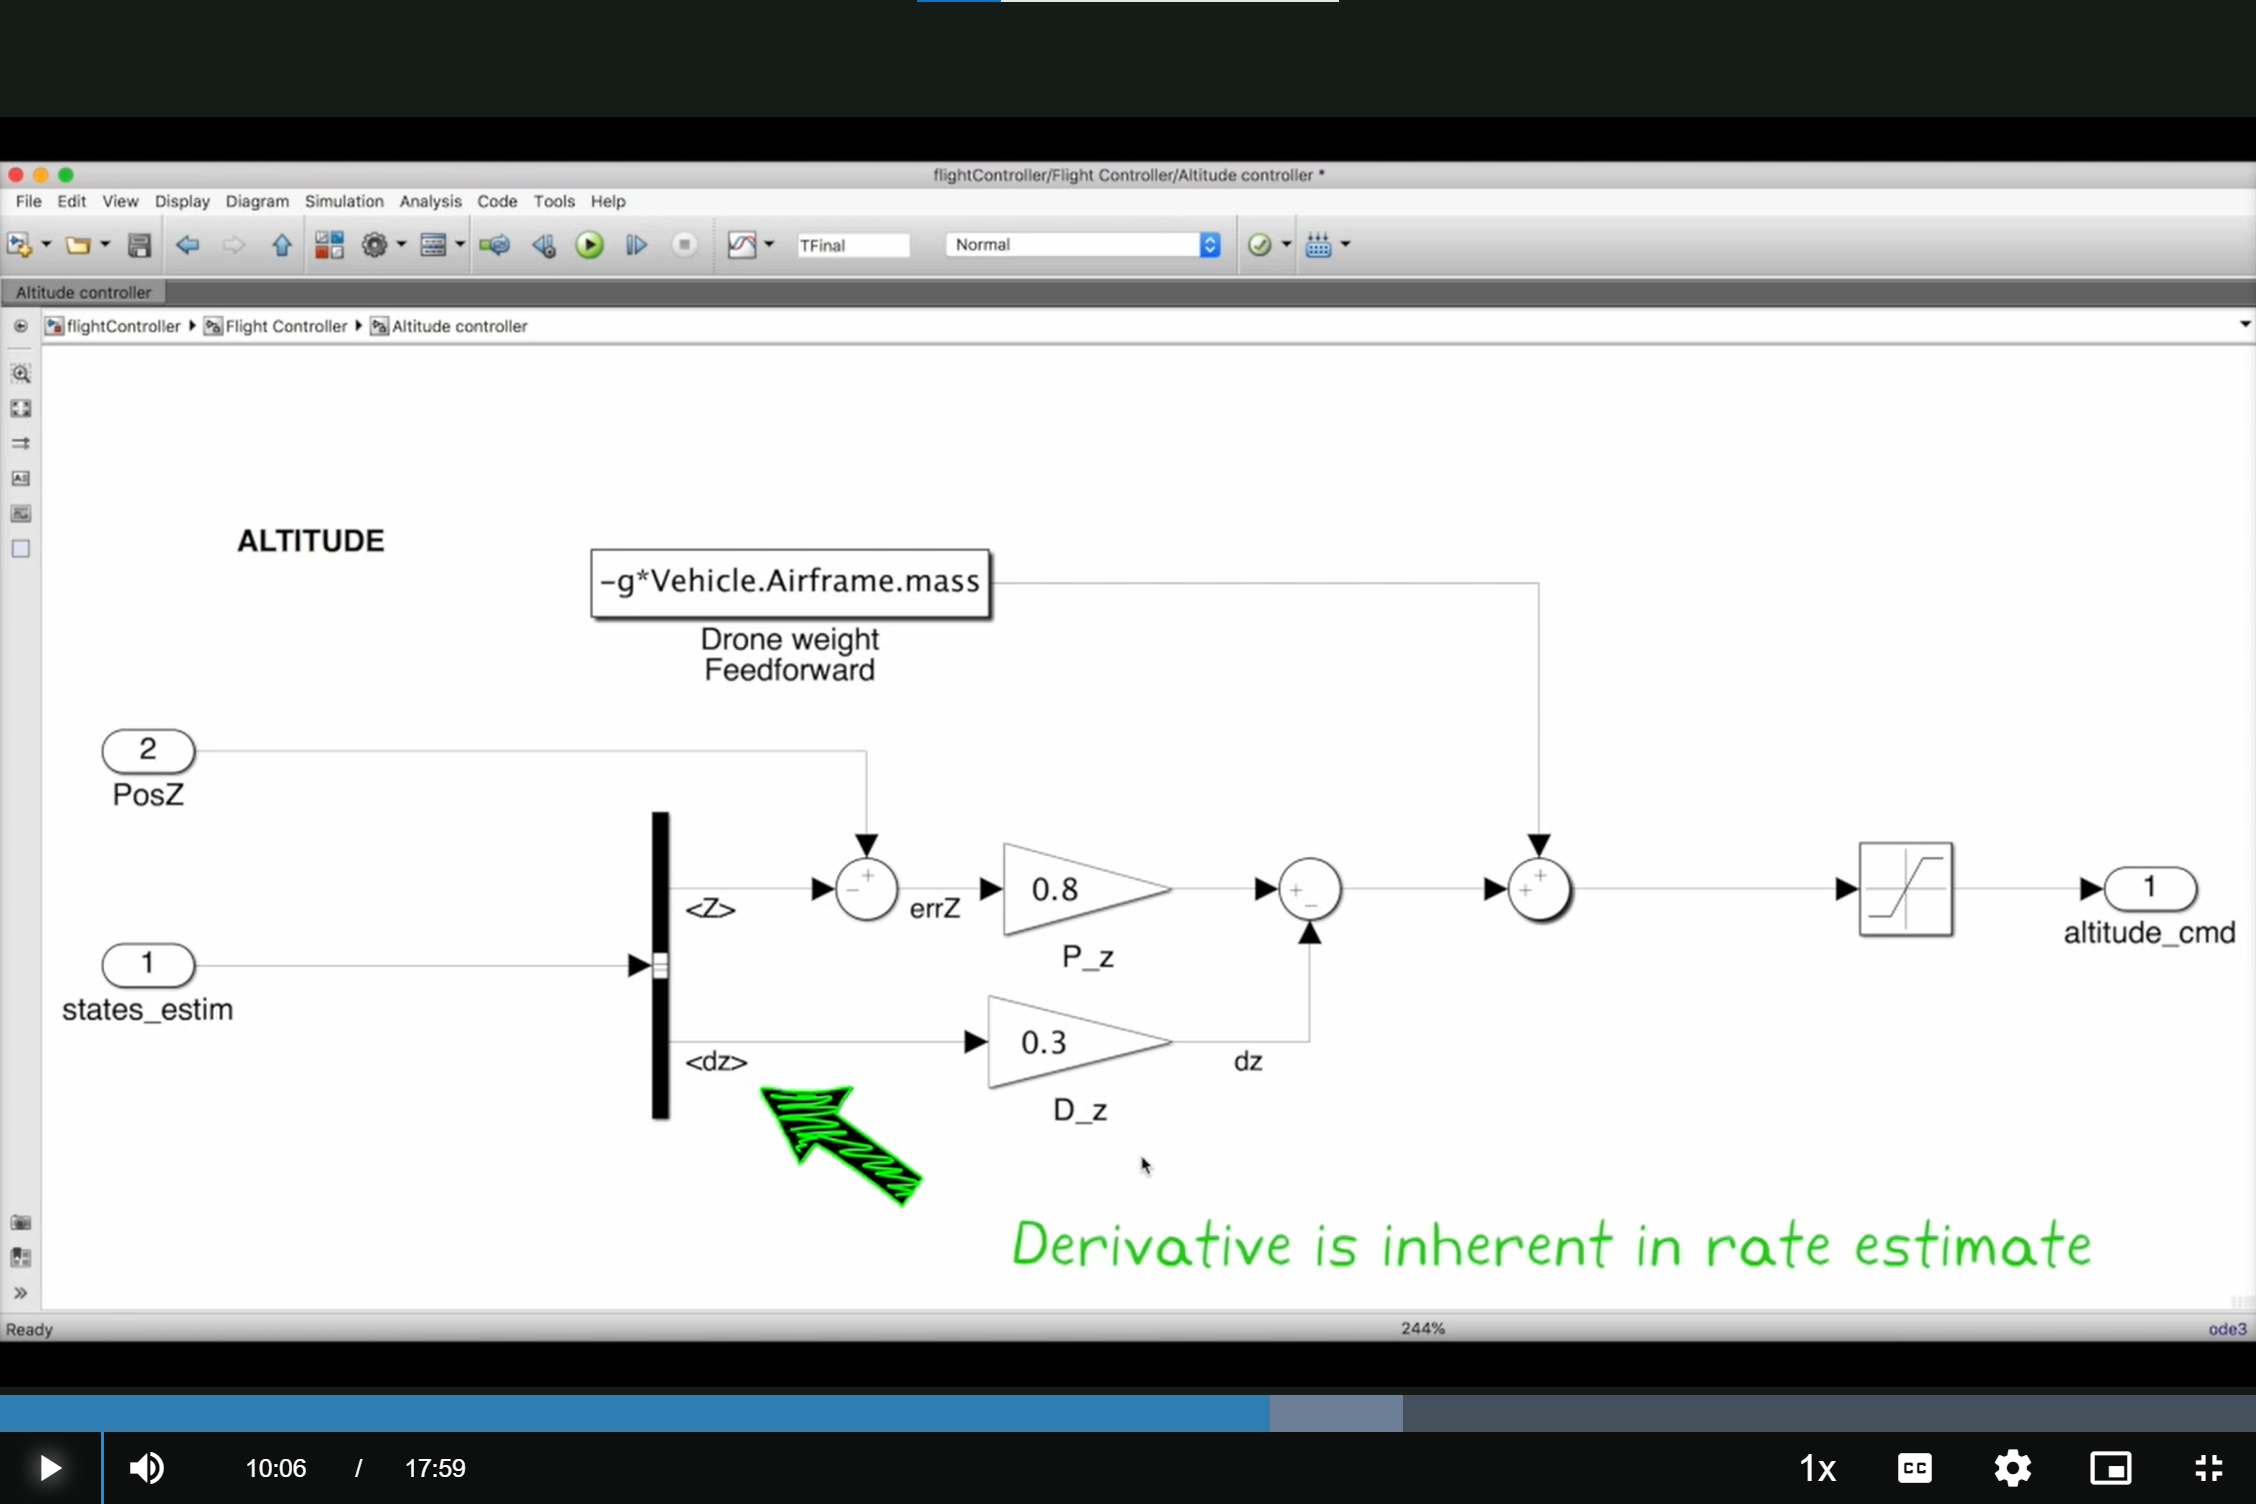 flightController/Flight Controller/Altitude controller *
File Edit View Display Diagram Simulation Analysis Code Tools Help
TFinal Normal
Altitude controller
flightController Flight Controller Altitude controller
ALTITUDE
-g*Vehicle.Airframe.mass
Drone weight
Feedforward
2
PosZ
<Z>
errZ
0.8
P_z
1
altitude_cmd
1
states_estim
<dz>
0.3
D_z
dz
Derivative is inherent in rate estimate
Ready 244% ode3
10:06 / 17:59 1x CC